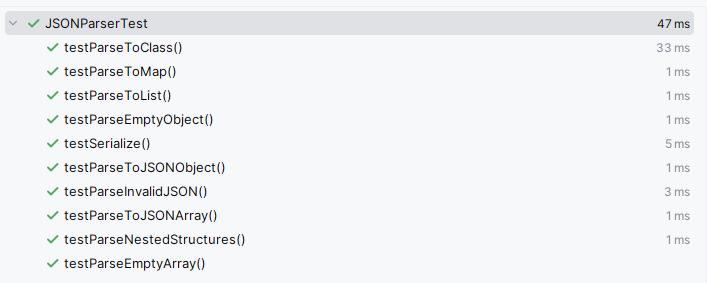 JSONParserTest 47 ms
testParseToClass() 33 ms
testParseToMap() 1 ms
testParseToList() 1 ms
testParseEmptyObject() 1 ms
testSerialize() 5 ms
testParseToJSONObject() 1 ms
testParseInvalidJSON() 3 ms
testParseToJSONArray() 1 ms
testParseNestedStructures() 1 ms
testParseEmptyArray()